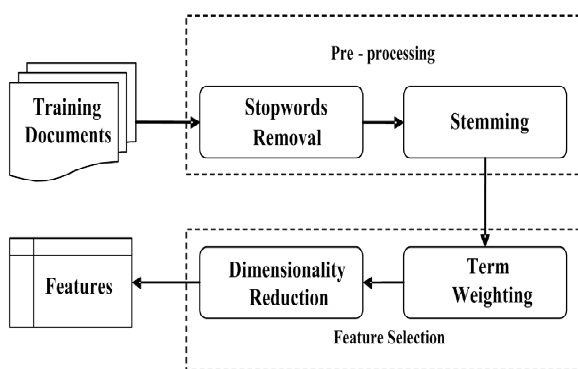 Pre - processing
Training
Documents
Stopwords
Removal
Stemming
Features
Dimensionality
Reduction
Term
Weighting
Feature Selection